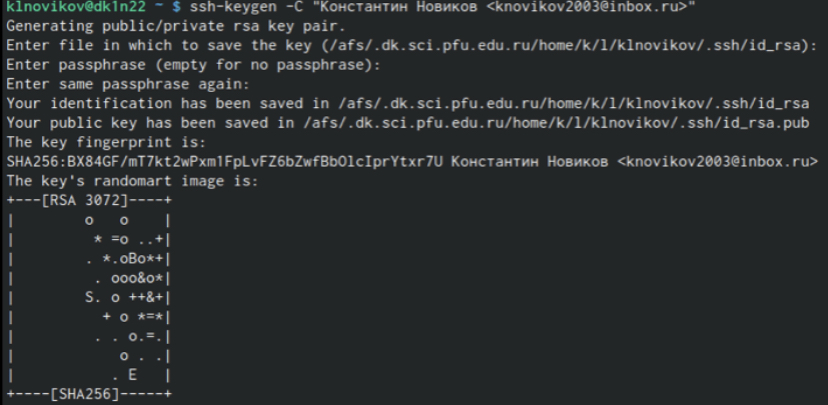 klnovikov@dk1n22 ~ $ ssh-keygen -C "Константин Новиков <knovikov2003@inbox.ru>"
Generating public/private rsa key pair.
Enter file in which to save the key (/afs/.dk.sci.pfu.edu.ru/home/k/l/klnovikov/.ssh/id_rsa):
Enter passphrase (empty for no passphrase):
Enter same passphrase again:
Your identification has been saved in /afs/.dk.sci.pfu.edu.ru/home/k/l/klnovikov/.ssh/id_rsa
Your public key has been saved in /afs/.dk.sci.pfu.edu.ru/home/k/l/klnovikov/.ssh/id_rsa.pub
The key fingerprint is:
SHA256:BX84GF/mT7kt2wPxm1FpLvFZ6bZwfBbOlcIprYtxr7U Константин Новиков <knovikov2003@inbox.ru>
The key's randomart image is:
+---[RSA 3072]----+
|        o   o    |
|         * =o ..+|
|        . *.oBo*+|
|         . ooo&o*|
|        S. o ++&+|
|          + o *=*|
|         . . o.=.|
|            o . .|
|           . E   |
+----[SHA256]-----+